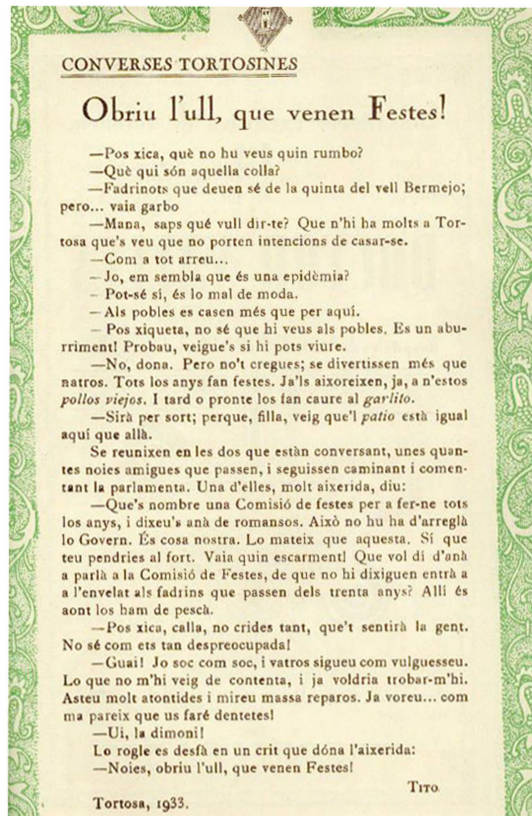 CONVERSES TORTOSINES
Obriu l'ull, que venen Festes!
—Pos xica, què no hu veus quin rumbo?
—Què qui són aquella colla?
—Fadrinots que deuen sé de la quinta del vell Bermejo;
pero... vaia garbo
—Mana, saps qué vull dir-te? Que n'hi ha molts a Tor-
tosa que's veu que no porten intencions de casar-se.
—Com a tot arreu...
—Jo, em sembla que és una epidèmia?
— Pot-sé sí, és lo mal de moda.
— Als pobles es casen més que per aquí.
— Pos xiqueta, no sé que hi veus als pobles. Es un abu-
rriment! Probau, veigue's si hi pots viure.
—No, dona. Pero no't cregues; se divertissen més que
natros. Tots los anys fan festes. Ja'ls aixoreixen, ja, a n'estos
pollos viejos. I tard o pronte los fan caure al garlito.
—Sirà per sort; perque, filla, veig que'l patio està igual
aquí que allà.
Se reunixen en les dos que estàn conversant, unes quan-
tes noies amigues que passen, i seguissen caminant i comen-
tant la parlamenta. Una d'elles, molt aixerida, diu:
—Que's nombre una Comisió de festes per a fer-ne tots
los anys, i dixeu's anà de romansos. Això no hu ha d'arreglà
lo Govern. És cosa nostra. Lo mateix que aquesta. Sí que
teu pendries al fort. Vaia quin escarment! Que vol dí d'anà
a parlà a la Comisió de Festes, de que no hi dixiguen entrà a
a l'envelat als fadrins que passen dels trenta anys? Allí és
aont los ham de pescà.
—Pos xica, calla, no crides tant, que't sentirà la gent.
No sé com ets tan despreocupada!
—Guai! Jo soc com soc, i vatros sigueu com vulguesseu.
Lo que no m'hi veig de contenta, i ja voldria trobar-m'hi.
Asteu molt atontides i mireu massa reparos. Ja voreu... com
ma pareix que us faré dentetes!
—Ui, la dimoni!
Lo rogle es desfà en un crit que dóna l'aixerida:
—Noies, obriu l'ull, que venen Festes!
TITO
Tortosa, 1933.